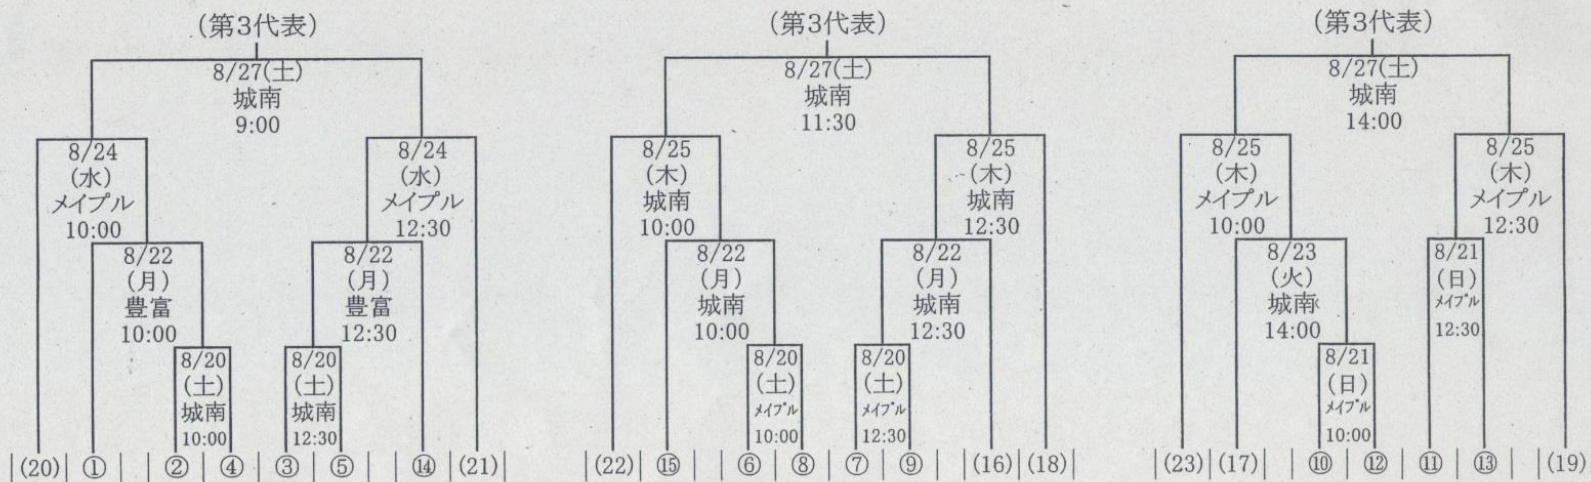 (第3代表)
8/27(土)
城南
9:00
8/24
(水)
メイプル
10:00
8/24
(水)
メイプル
12:30
8/22
(月)
豊富
10:00
8/22
(月)
豊富
12:30
8/20
(土)
城南
10:00
8/20
(土)
城南
12:30
(20) ① ② ④ ③ ⑤ ⑭ (21)
(第3代表)
8/27(土)
城南
11:30
8/25
(木)
城南
10:00
8/25
(木)
城南
12:30
8/22
(月)
城南
10:00
8/22
(月)
城南
12:30
8/20
(土)
メイプル
10:00
8/20
(土)
メイプル
12:30
(22) ⑮ ⑥ ⑧ ⑦ ⑨ (16) (18)
(第3代表)
8/27(土)
城南
14:00
8/25
(木)
メイプル
10:00
8/25
(木)
メイプル
12:30
8/23
(火)
城南
14:00
8/21
(日)
メイプル
12:30
8/21
(日)
メイプル
10:00
(23) (17) ⑩ ⑫ ⑪ ⑬ (19)